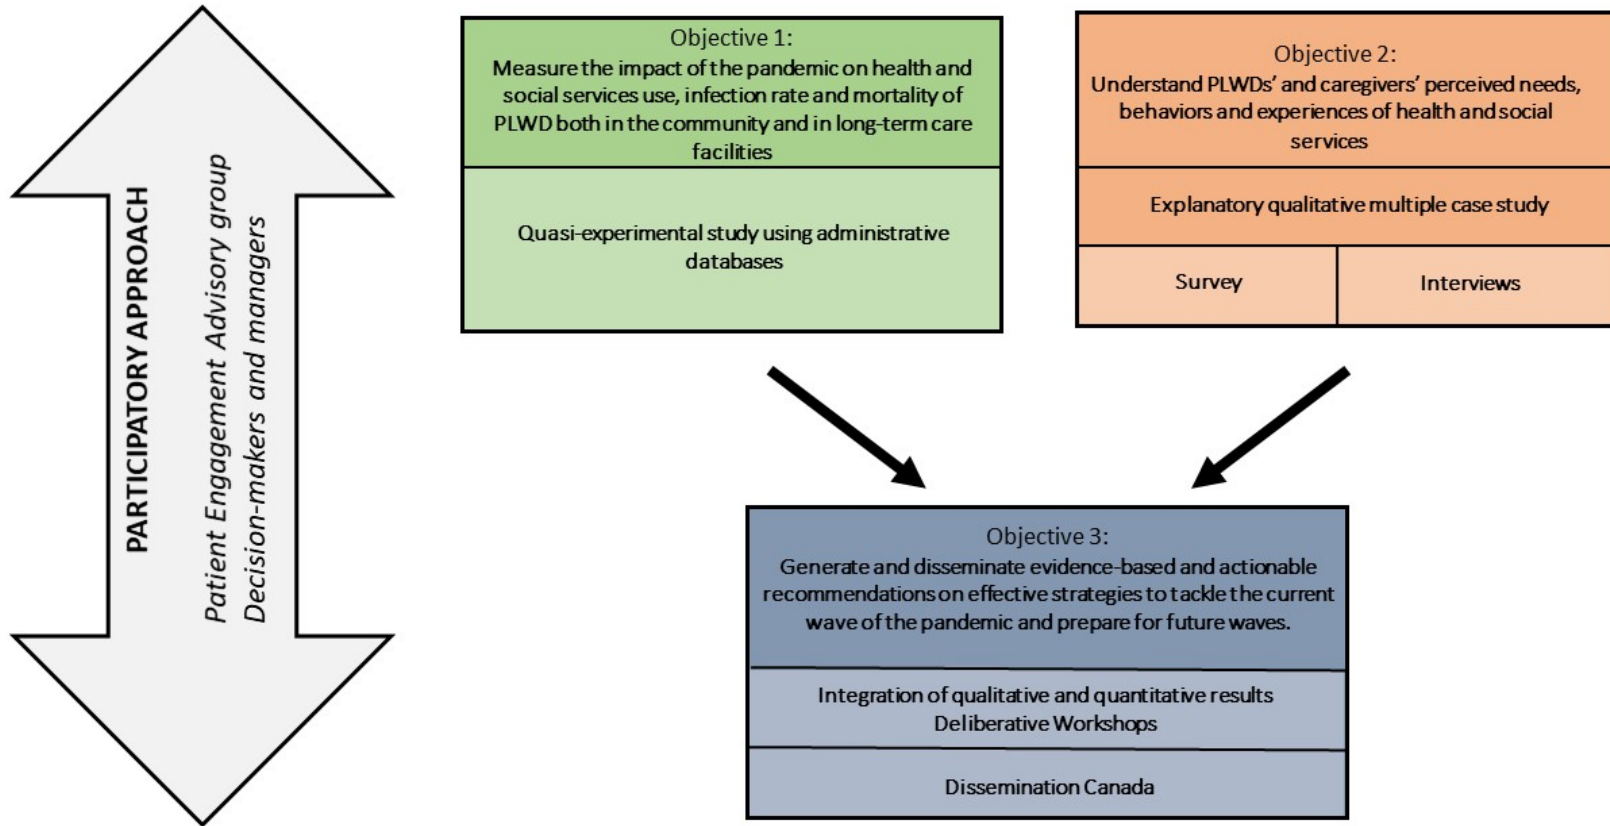 PARTICIPATORY APPROACH
Patient Engagement Advisory group
Decision-makers and managers
Objective 1:
Measure the impact of the pandemic on health and
social services use, infection rate and mortality of
PLWD both in the community and in long-term care
facilities
Quasi-experimental study using administrative
databases
Objective 2:
Understand PLWDs’ and caregivers’ perceived needs,
behaviors and experiences of health and social
services
Explanatory qualitative multiple case study
Survey
Interviews
Objective 3:
Generate and disseminate evidence-based and actionable
recommendations on effective strategies to tackle the current
wave of the pandemic and prepare for future waves.
Integration of qualitative and quantitative results
Deliberative Workshops
Dissemination Canada